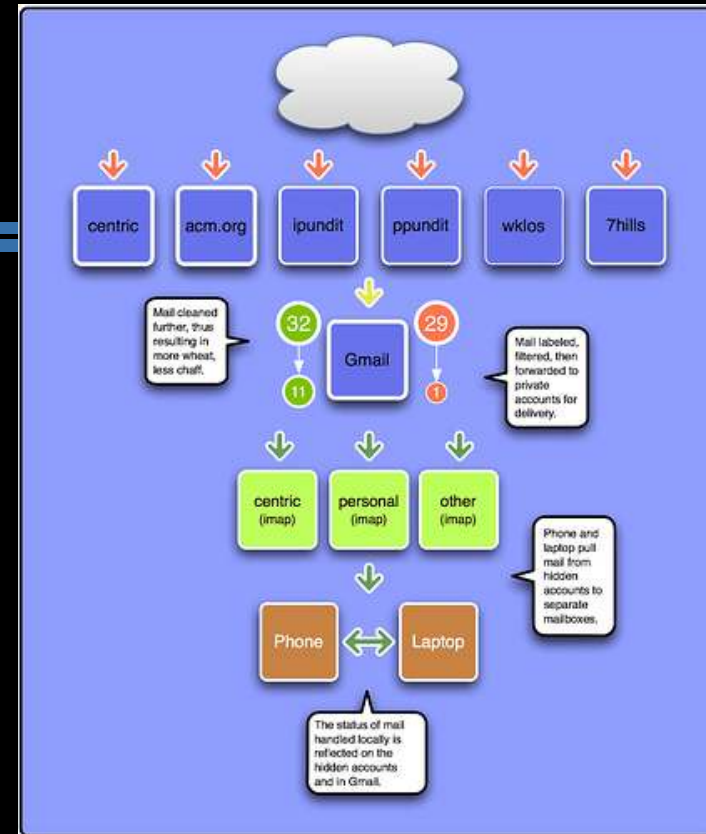 centric
acm.org
ipundit
ppundit
wklos
7hills
Mail cleaned
further, thus
resulting in
more wheat,
less chaff.
32
11
Gmail
29
1
Mail labeled,
filtered, then
forwarded to
private
accounts for
delivery.
centric
(imap)
personal
(imap)
other
(imap)
Phone and
laptop pull
mail from
hidden
accounts to
separate
mailboxes.
Phone
Laptop
The status of mail
handled locally is
reflected on the
hidden accounts
and in Gmail.